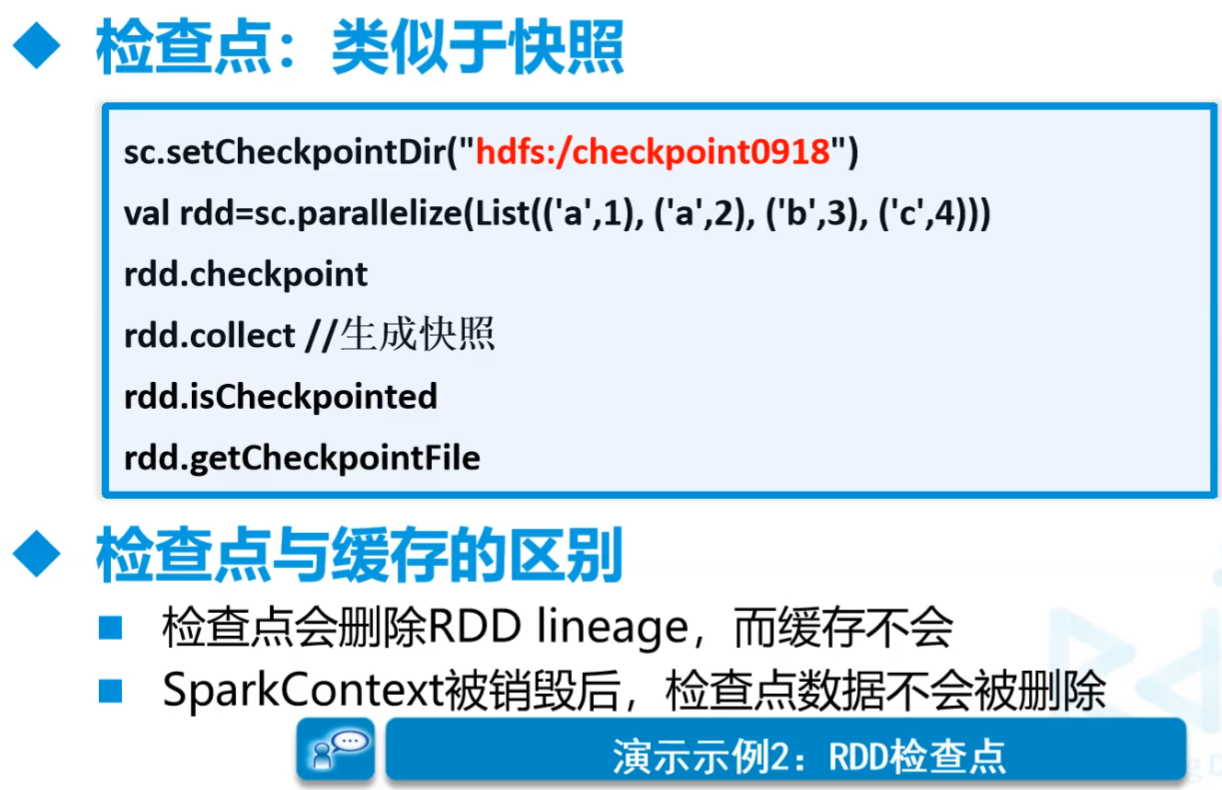 检查点：类似于快照
sc.setCheckpointDir("hdfs:/checkpoint0918")
val rdd=sc.parallelize(List(('a',1), ('a',2), ('b',3), ('c',4)))
rdd.checkpoint
rdd.collect //生成快照
rdd.isCheckpointed
rdd.getCheckpointFile
检查点与缓存的区别
检查点会删除RDD lineage，而缓存不会
SparkContext被销毁后，检查点数据不会被删除
演示示例2：RDD检查点